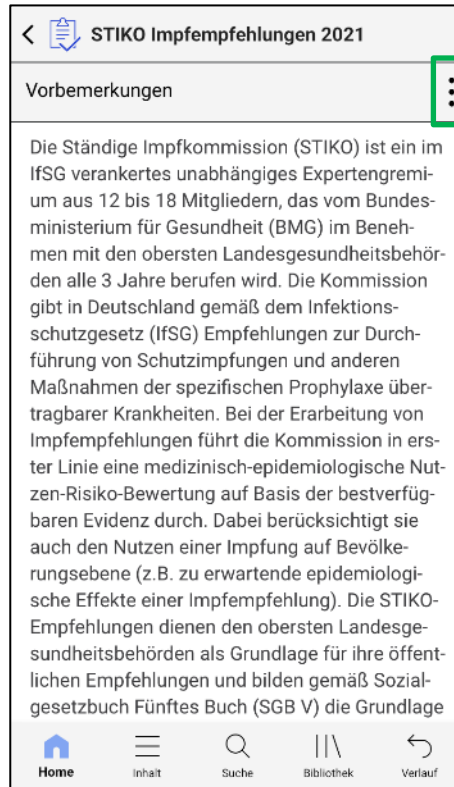 STIKO Impfempfehlungen 2021
Vorbemerkungen
Die Ständige Impfkommission (STIKO) ist ein im
IfSG verankertes unabhängiges Expertengremi-
um aus 12 bis 18 Mitgliedern, das vom Bundes-
ministerium für Gesundheit (BMG) im Beneh-
men mit den obersten Landesgesundheitsbehör-
den alle 3 Jahre berufen wird. Die Kommission
gibt in Deutschland gemäß dem Infektions-
schutzgesetz (IfSG) Empfehlungen zur Durch-
führung von Schutzimpfungen und anderen
Maßnahmen der spezifischen Prophylaxe über-
tragbarer Krankheiten. Bei der Erarbeitung von
Impfempfehlungen führt die Kommission in ers-
ter Linie eine medizinisch-epidemiologische Nut-
zen-Risiko-Bewertung auf Basis der bestverfüg-
baren Evidenz durch. Dabei berücksichtigt sie
auch den Nutzen einer Impfung auf Bevölke-
rungsebene (z.B. zu erwartende epidemiologi-
sche Effekte einer Impfempfehlung). Die STIKO-
Empfehlungen dienen den obersten Landesge-
sundheitsbehörden als Grundlage für ihre öffent-
lichen Empfehlungen und bilden gemäß Sozial-
gesetzbuch Fünftes Buch (SGB V) die Grundlage
Home Inhalt Suche Bibliothek Verlauf